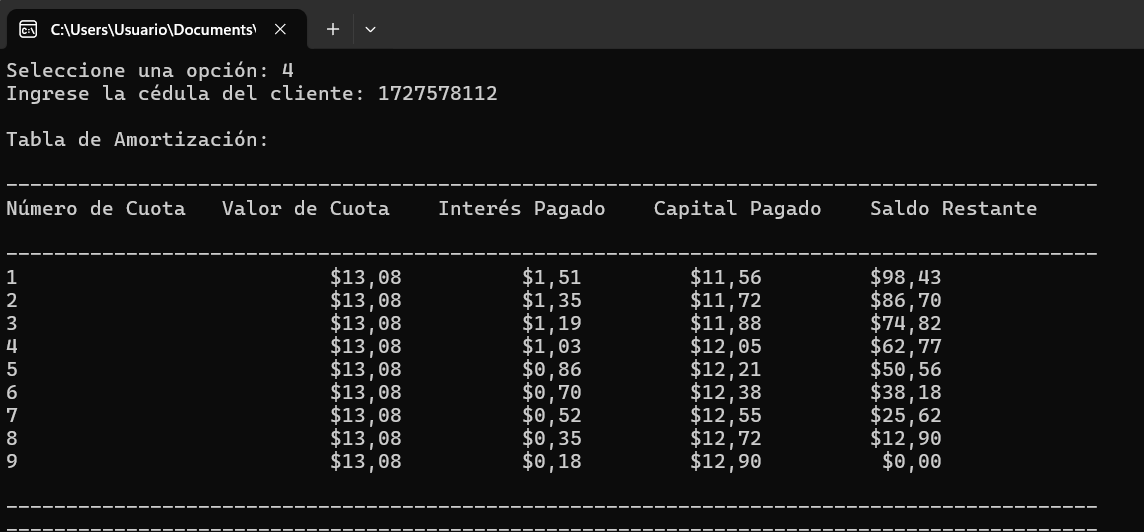 C:\Users\Usuario\Documents\
Seleccione una opción: 4
Ingrese la cédula del cliente: 1727578112
Tabla de Amortización:
-------------------------------------------------------------------------------------------
Número de Cuota   Valor de Cuota    Interés Pagado    Capital Pagado    Saldo Restante
-------------------------------------------------------------------------------------------
1                          $13,08          $1,51         $11,56         $98,43
2                          $13,08          $1,35         $11,72         $86,70
3                          $13,08          $1,19         $11,88         $74,82
4                          $13,08          $1,03         $12,05         $62,77
5                          $13,08          $0,86         $12,21         $50,56
6                          $13,08          $0,70         $12,38         $38,18
7                          $13,08          $0,52         $12,55         $25,62
8                          $13,08          $0,35         $12,72         $12,90
9                          $13,08          $0,18         $12,90          $0,00
-------------------------------------------------------------------------------------------
-------------------------------------------------------------------------------------------